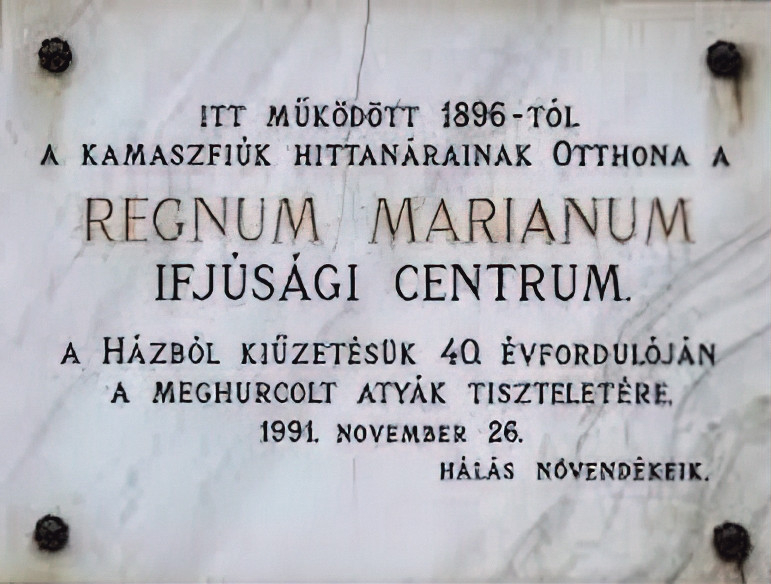 ITT MŰKÖDÖTT 1896-TÓL
A KAMASZFIÚK HITTANÁRAINAK OTTHONA A
REGNUM MARIANUM
IFJÚSÁGI CENTRUM.
A HÁZBÓL KIŰZETÉSÜK 40. ÉVFORDULÓJÁN
A MEGHURCOLT ATYÁK TISZTELETÉRE.
1991. NOVEMBER 26.
HÁLÁS NÖVENDÉKEIK.